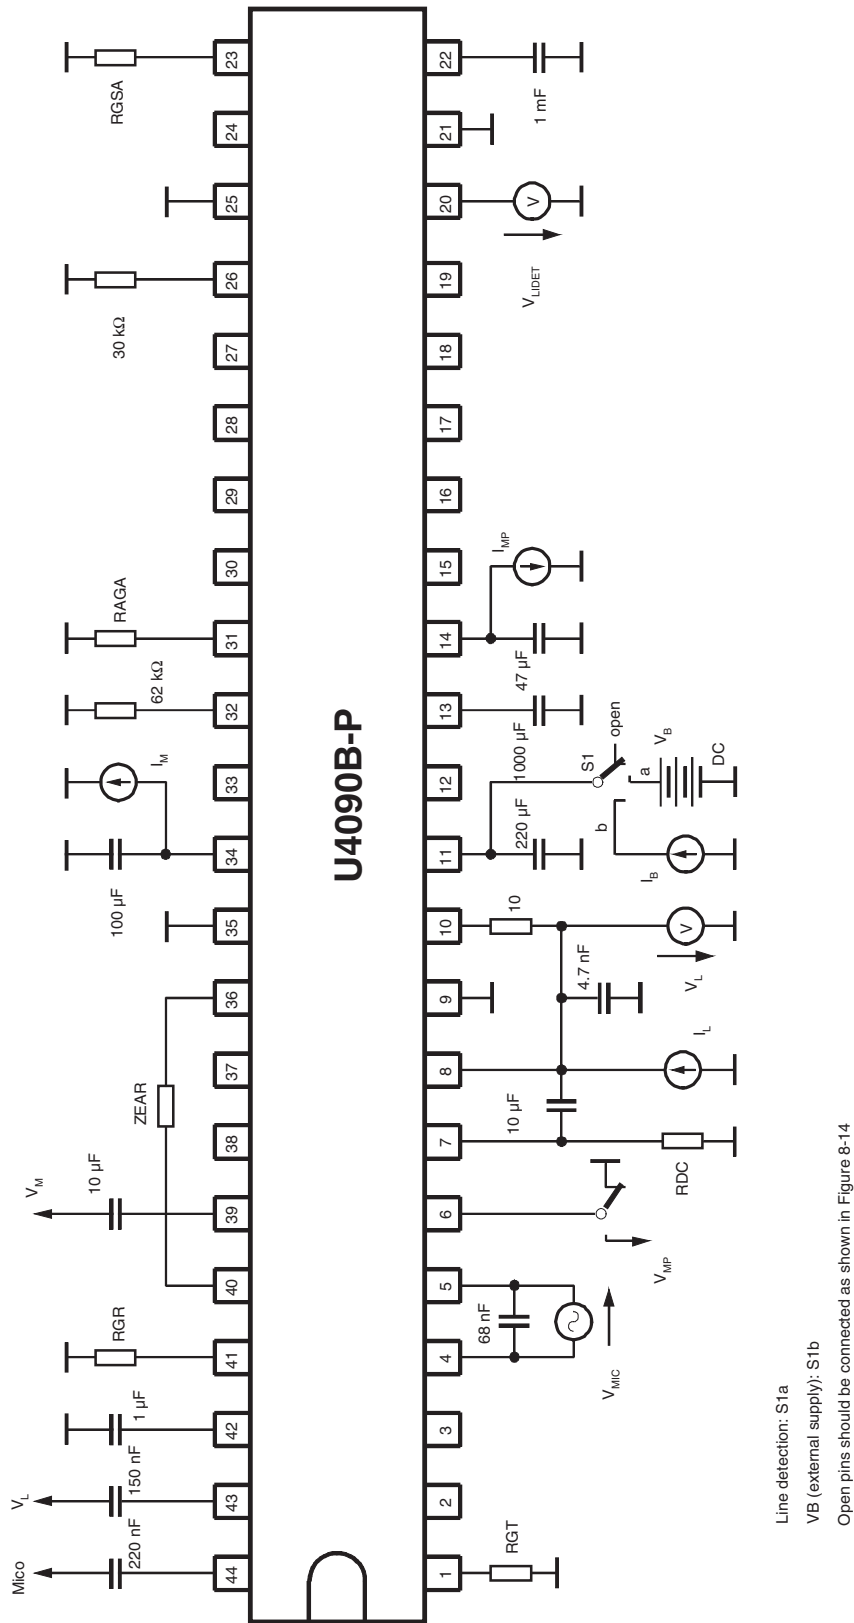 Mico
220 nF
V_L
150 nF
1 µF
RGR
V_M
10 µF
ZEAR
100 µF
I_M
62 kΩ
RAGA
30 kΩ
RGSA
44 43 42 41 40 39 38 37 36 35 34 33 32 31 30 29 28 27 26 25 24 23
U4090B-P
1 2 3 4 5 6 7 8 9 10 11 12 13 14 15 16 17 18 19 20 21 22
RGT
68 nF
V_MIC
V_MP
10 µF
RDC
I_L
4.7 nF
10
V_L
220 µF
1000 µF
S1
open
b
a
I_B
V_B
DC
47 µF
I_MP
V_LIDET
V
V
1 mF
Line detection: S1a
VB (external supply): S1b
Open pins should be connected as shown in Figure 8-14